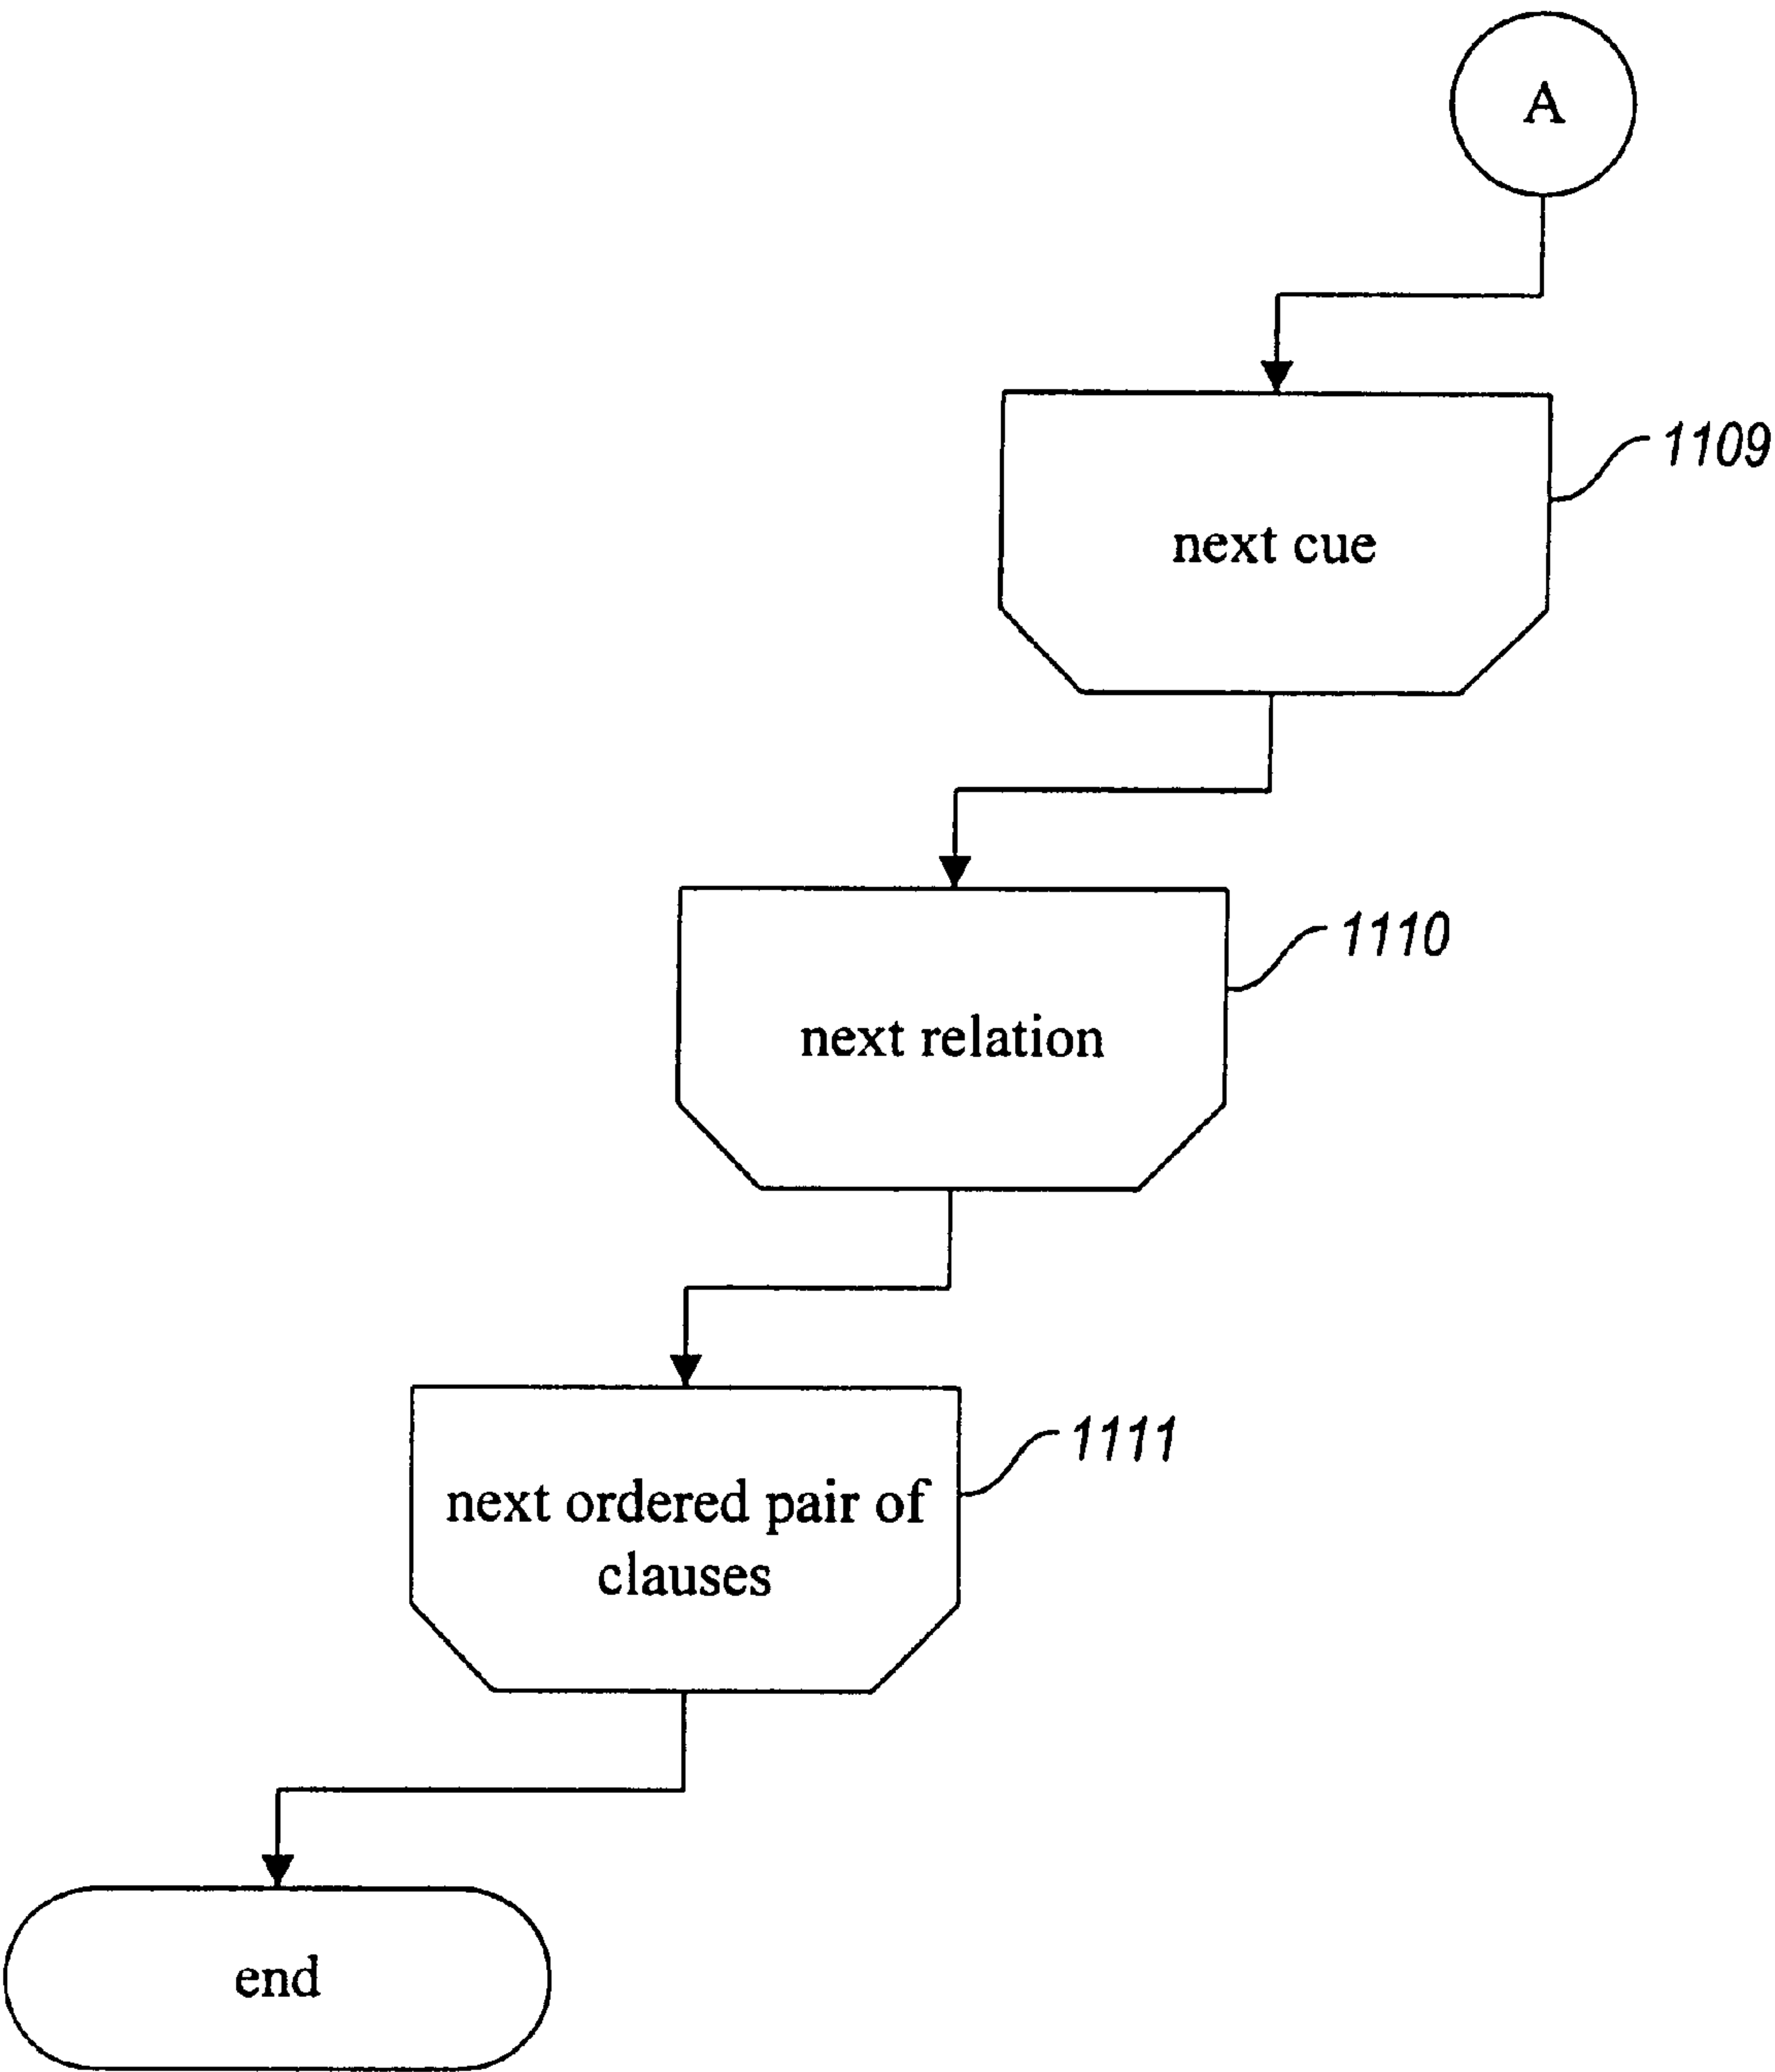 A
1109
next cue
1110
next relation
1111
next ordered pair of
clauses
end